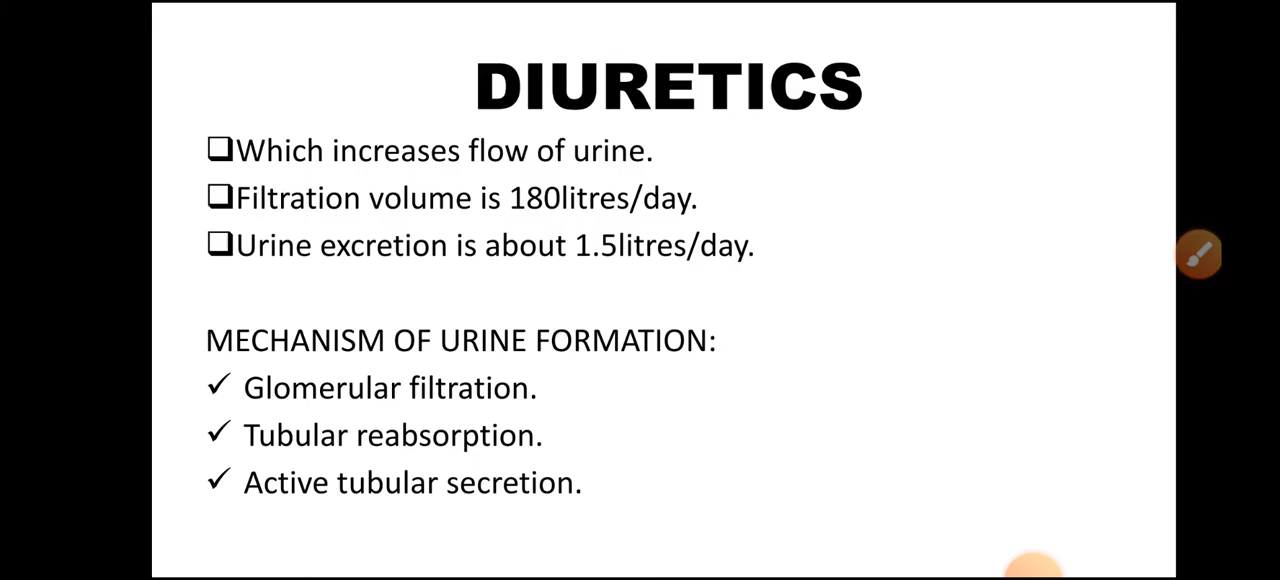 DIURETICS
❑Which increases flow of urine.
❑Filtration volume is 180litres/day.
❑Urine excretion is about 1.5litres/day.
MECHANISM OF URINE FORMATION:
✓ Glomerular filtration.
✓ Tubular reabsorption.
✓ Active tubular secretion.